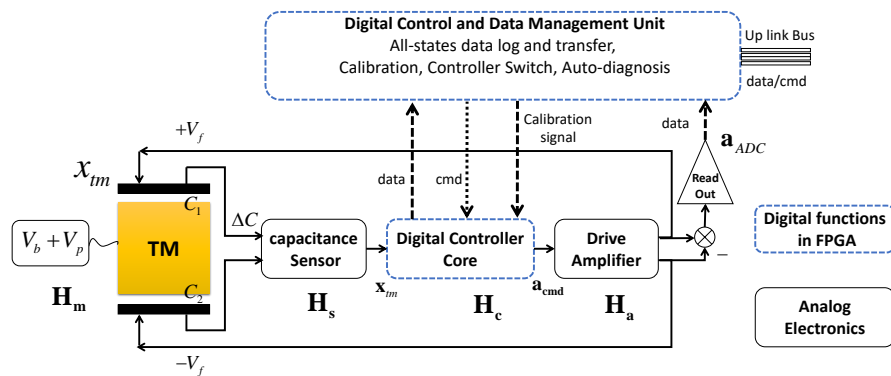 Digital Control and Data Management Unit
All-states data log and transfer,
Calibration, Controller Switch, Auto-diagnosis
Up link Bus
data/cmd
+V_f
Calibration
signal
data
a_ADC
x_tm
data
cmd
Read
Out
C_1
ΔC
V_b + V_p
TM
capacitance
Sensor
Digital Controller
Core
Drive
Amplifier
−
Digital functions
in FPGA
C_2
x_tm
a_cmd
H_m
H_s
H_c
H_a
Analog
Electronics
−V_f